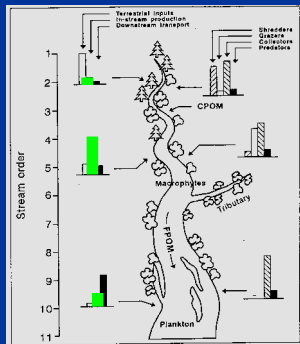 Terrestrial inputs
In-stream production
Downstream transport
Shredders
Grazers
Collectors
Predators
Stream order
1
2
3
4
5
6
7
8
9
10
11
CPOM
Macrophytes
Tributary
FPOM
Plankton